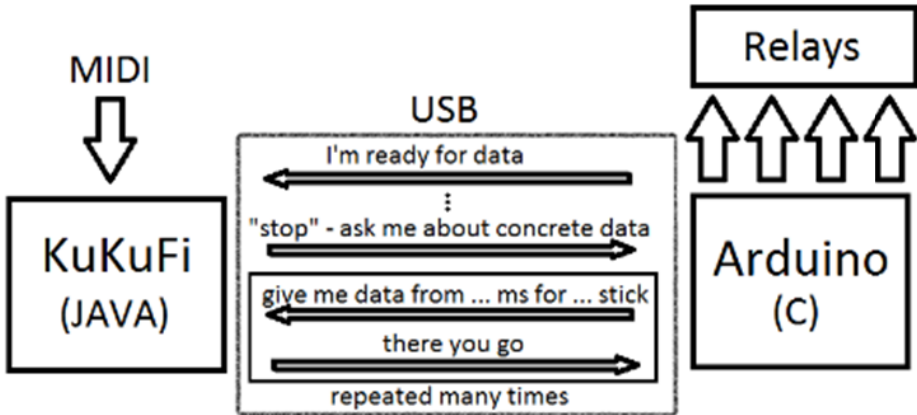 MIDI
KuKuFi
(JAVA)
USB
I'm ready for data
...
"stop" - ask me about concrete data
give me data from ... ms for ... stick
there you go
repeated many times
Relays
Arduino
(C)